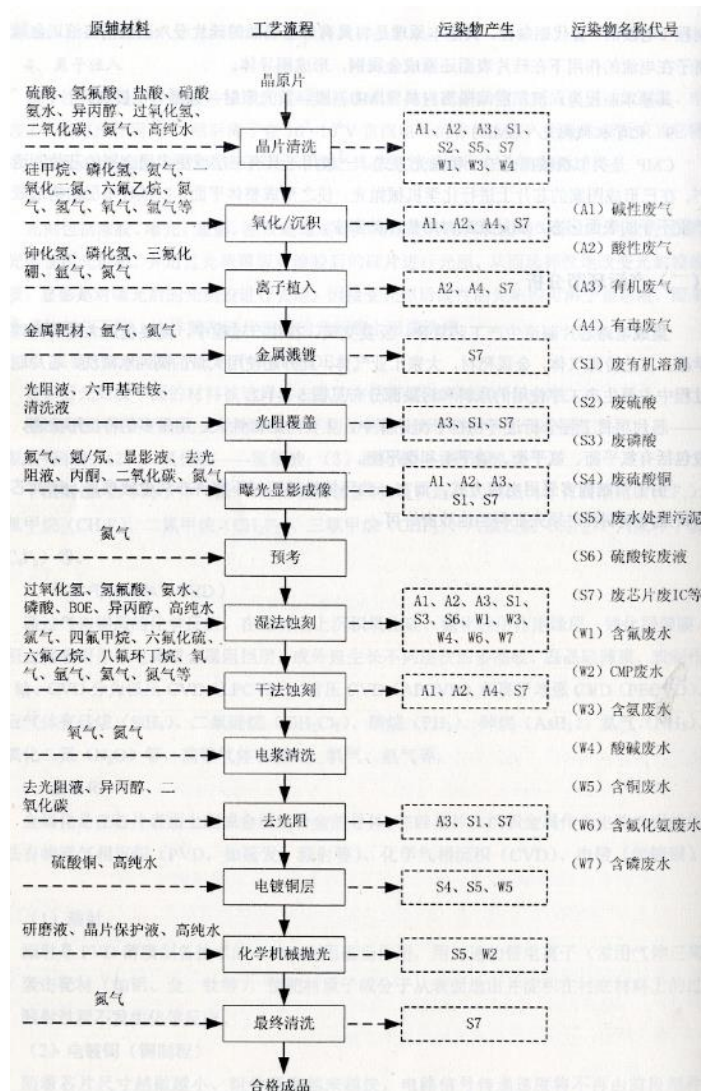 原辅材料
工艺流程
污染物产生
污染物名称代号
晶原片
硫酸、氢氟酸、盐酸、硝酸
氨水、异丙醇、过氧化氢、
二氧化碳、氮气、高纯水
晶片清洗
A1、A2、A3、S1、
S2、S5、S7
W1、W3、W4
硅甲烷、磷化氢、氨气、一
氧化二氮、六氟乙烷、氮
气、氢气、氧气、氩气等
氧化/沉积
A1、A2、A4、S7
砷化氢、磷化氢、三氟化
硼、氩气、氮气
离子植入
A2、A4、S7
金属靶材、氩气、氮气
金属溅镀
S7
光阻液、六甲基硅铵、
清洗液
光阻覆盖
A3、S1、S7
氮气、氮/氖、显影液、去光
阻液、丙酮、二氧化碳、氮气
曝光显影成像
A1、A2、A3、
S1、S7
氮气
预考
过氧化氢、氢氟酸、氨水、
磷酸、BOE、异丙醇、高纯水
湿法蚀刻
A1、A2、A3、S1、
S3、S6、W1、W3、
W4、W6、W7
氯气、四氟甲烷、六氟化硫、
六氟乙烷、八氟环丁烷、氧
气、氩气、氦气、氮气等
干法蚀刻
A1、A2、A4、S7
氧气、氮气
电浆清洗
去光阻液、异丙醇、二
氧化碳
去光阻
A3、S1、S7
硫酸铜、高纯水
电镀铜层
S4、S5、W5
研磨液、晶片保护液、高纯水
化学机械抛光
S5、W2
氮气
最终清洗
S7
合格成品
(A1) 碱性废气
(A2) 酸性废气
(A3) 有机废气
(A4) 有毒废气
(S1) 废有机溶剂
(S2) 废硫酸
(S3) 废磷酸
(S4) 废硫酸铜
(S5) 废水处理污泥
(S6) 硫酸铵废液
(S7) 废芯片废IC等
(W1) 含氟废水
(W2) CMP废水
(W3) 含氨废水
(W4) 酸碱废水
(W5) 含铜废水
(W6) 含氟化氨废水
(W7) 含磷废水